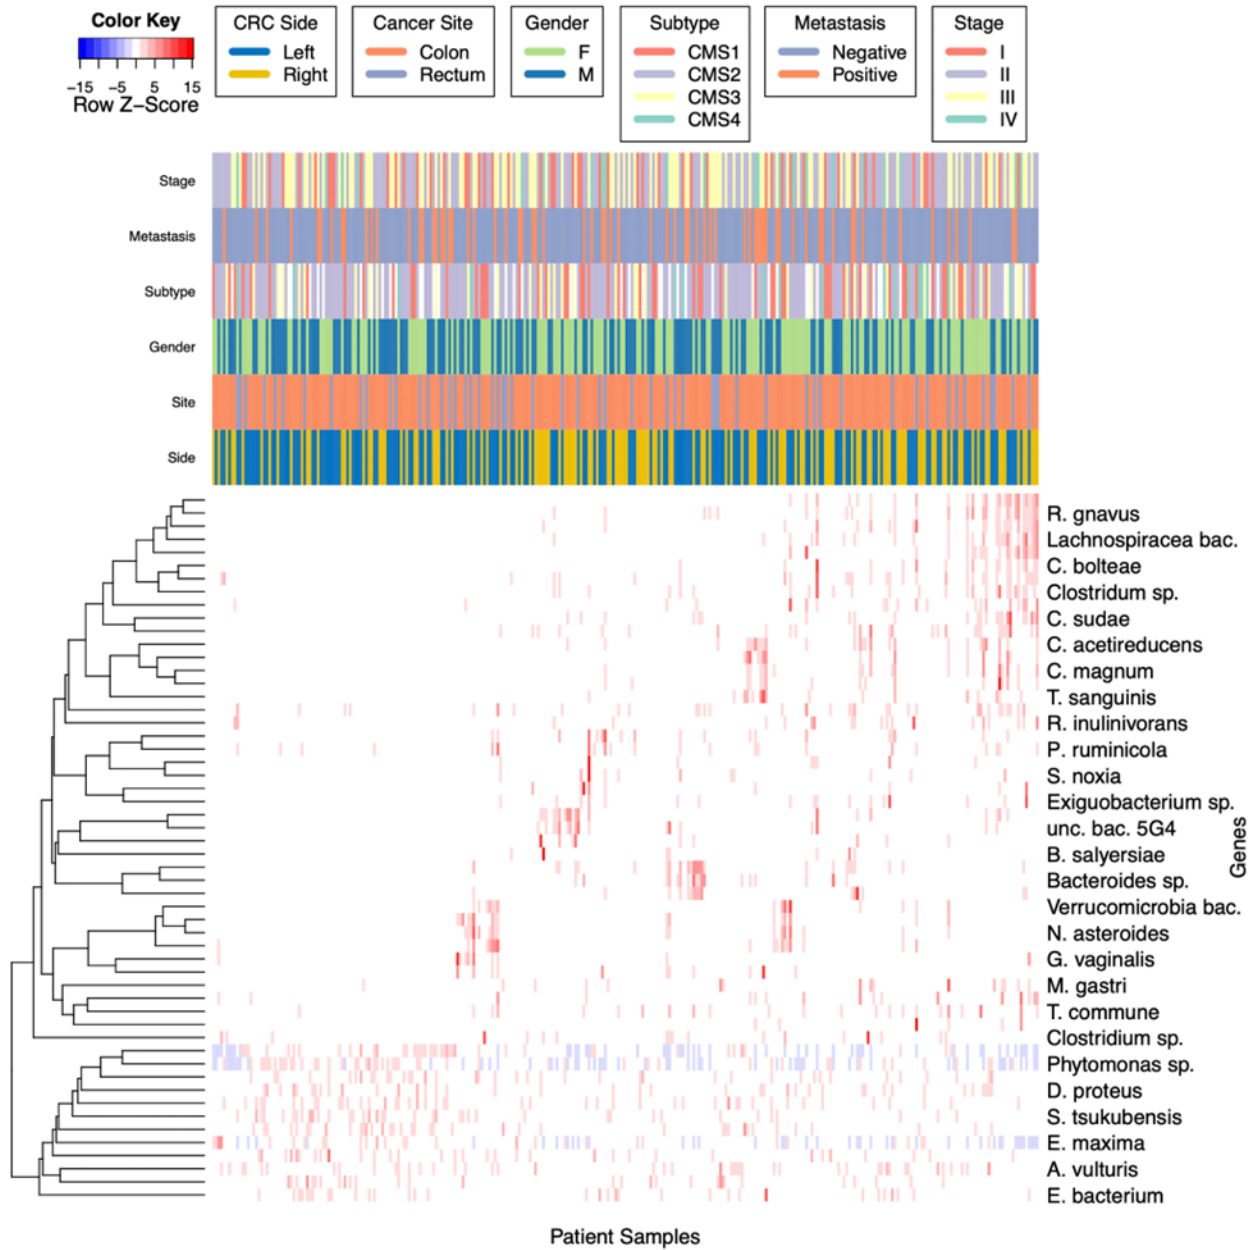 Color Key
−15 −5 5 15
Row Z−Score
CRC Side
Left
Right
Cancer Site
Colon
Rectum
Gender
F
M
Subtype
CMS1
CMS2
CMS3
CMS4
Metastasis
Negative
Positive
Stage
I
II
III
IV
Stage
Metastasis
Subtype
Gender
Site
Side
R. gnavus
Lachnospiracea bac.
C. bolteae
Clostridum sp.
C. sudae
C. acetireducens
C. magnum
T. sanguinis
R. inulinivorans
P. ruminicola
S. noxia
Exiguobacterium sp.
unc. bac. 5G4
B. salyersiae
Bacteroides sp.
Verrucomicrobia bac.
N. asteroides
G. vaginalis
M. gastri
T. commune
Clostridium sp.
Phytomonas sp.
D. proteus
S. tsukubensis
E. maxima
A. vulturis
E. bacterium
Genes
Patient Samples